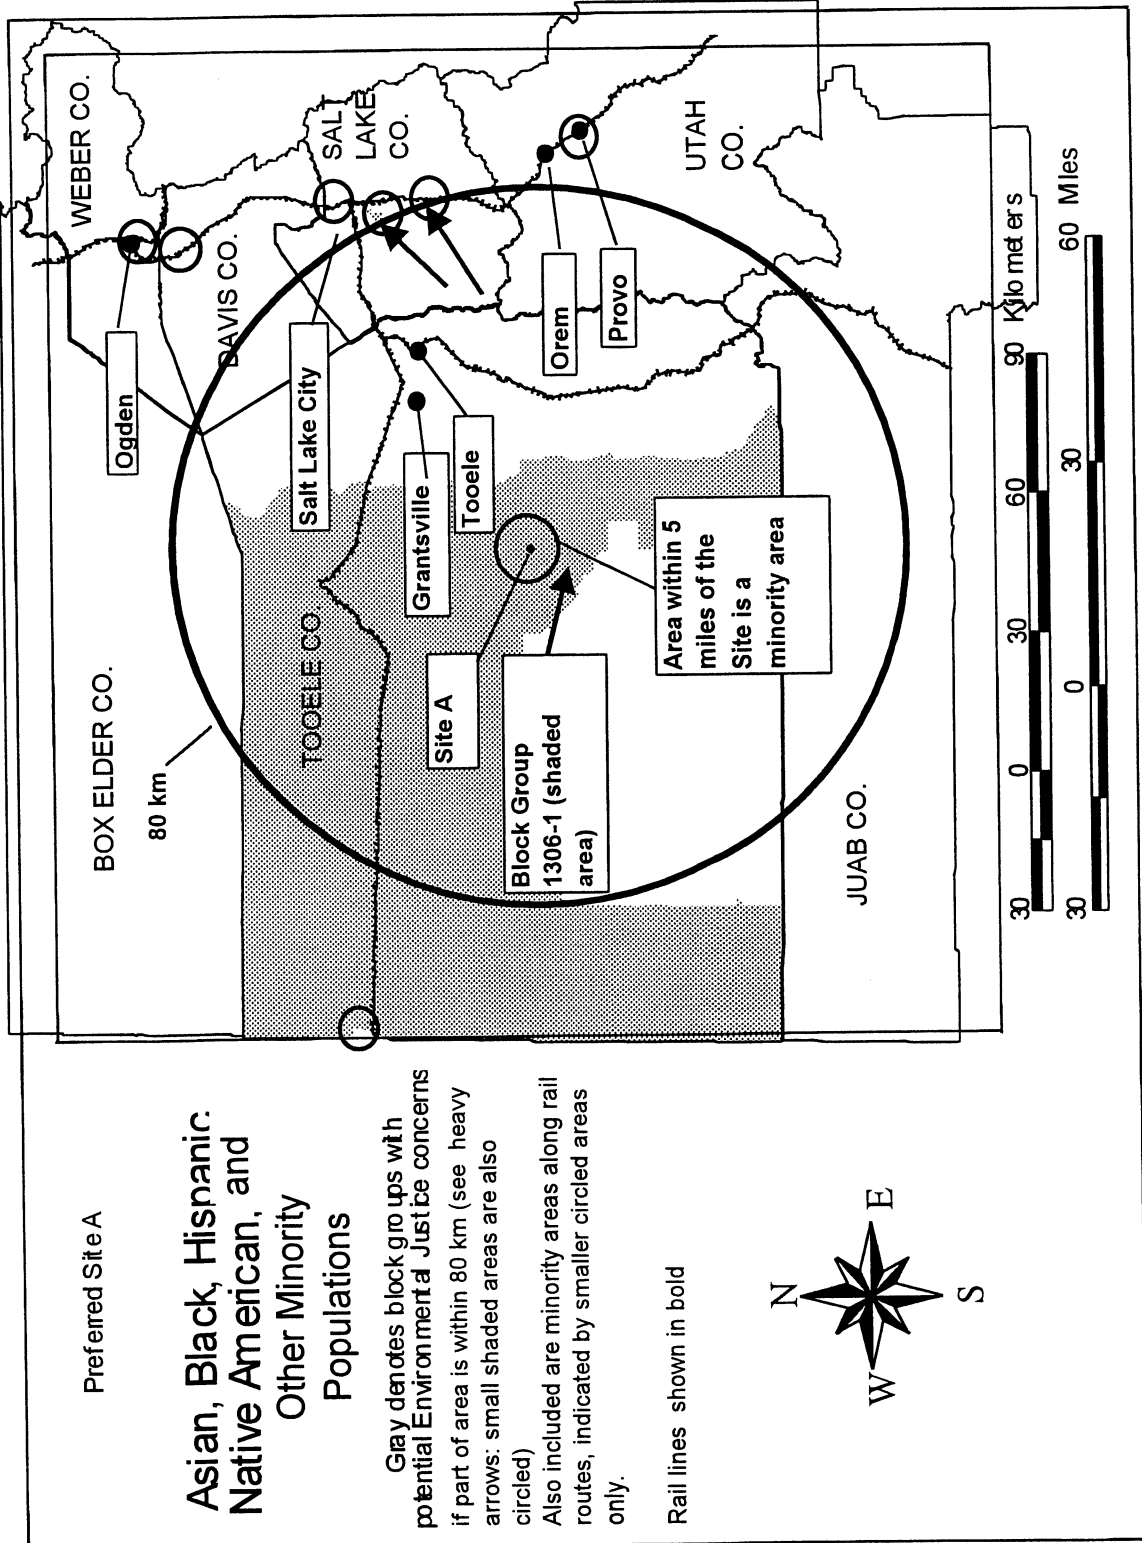 Preferred Site A
Asian, Black, Hispanic,
Native American, and
Other Minority
Populations
Gray denotes block groups with
potential Environmental Justice concerns
if part of area is within 80 km (see heavy
arrows: small shaded areas are also
circled)
Also included are minority areas along rail
routes, indicated by smaller circled areas
only.
Rail lines shown in bold
N
W
E
S
BOX ELDER CO.
WEBER CO.
80 km
Ogden
DAVIS CO.
TOOELE CO.
Salt Lake City
SALT
LAKE
CO.
Grantsville
Tooele
Site A
Block Group
1306-1 (shaded
area)
Orem
Provo
Area within 5
miles of the
Site is a
minority area
UTAH
CO.
JUAB CO.
30 0 30 60 90 Kilometers
30 0 30 60 Miles